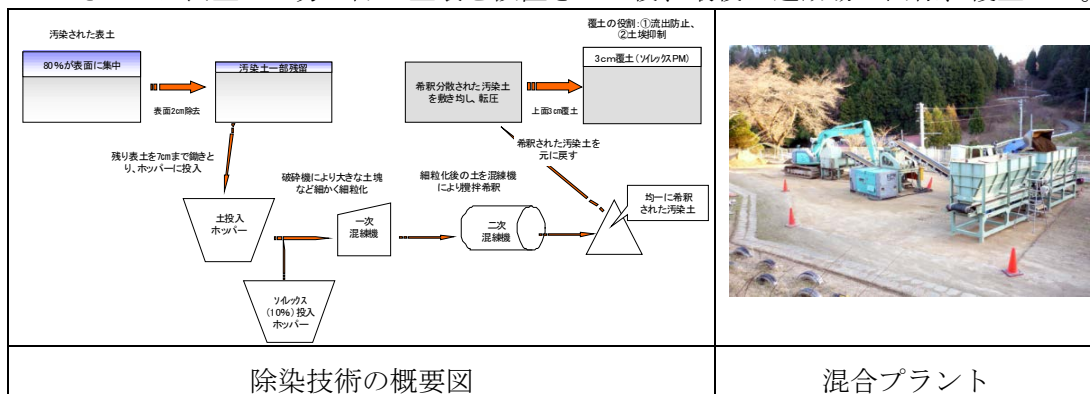 汚染された表土
80%が表面に集中
表面2cm除去
汚染土一部残留
残り表土を7cmまで鋤きと
り、ホッパーに投入
土投入
ホッパー
ソイレックス
(10%)投入
ホッパー
破砕機により大きな土塊
など細かく細粒化
一次
混練機
細粒化後の土を混練機
により攪拌希釈
二次
混練機
均一に希釈
された汚染土
希釈された汚染土を
元に戻す
希釈分散された汚染土
を敷き均し、転圧
上面3cm覆土
覆土の役割:①流出防止、
②土埃抑制
3cm覆土(ソイレックスPM)
除染技術の概要図
混合プラント